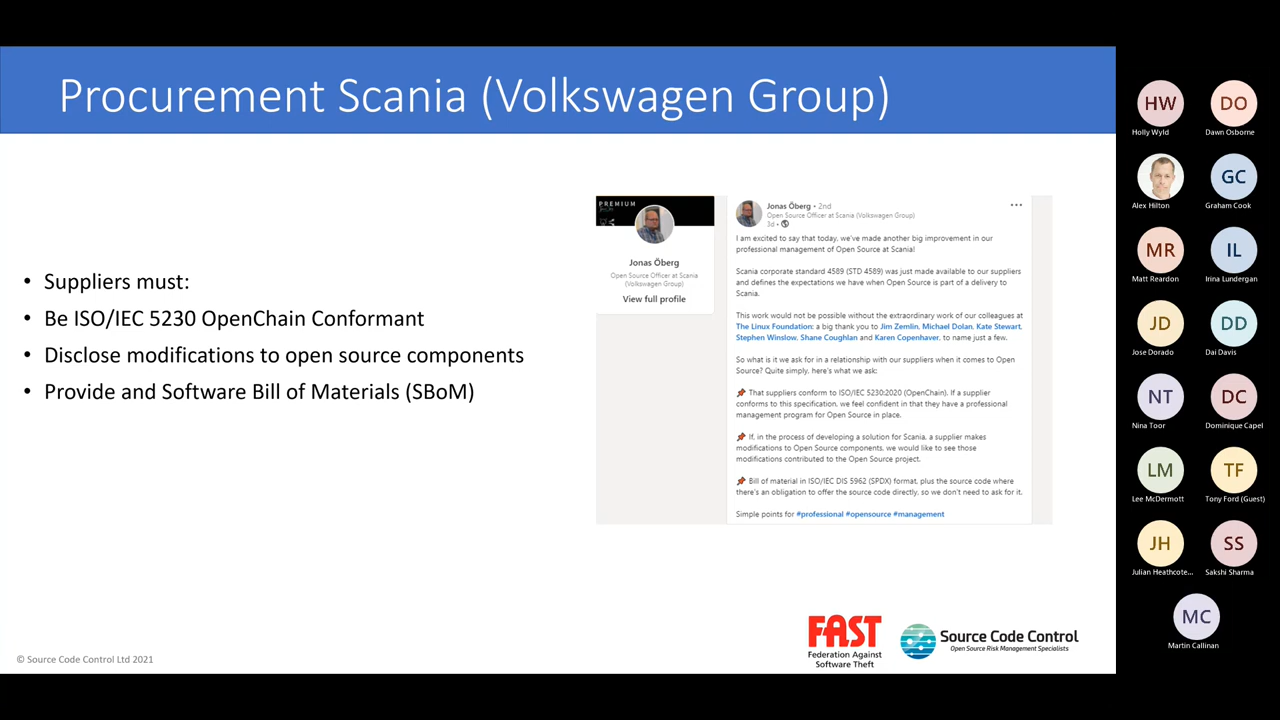 Procurement Scania (Volkswagen Group)
• Suppliers must:
• Be ISO/IEC 5230 OpenChain Conformant
• Disclose modifications to open source components
• Provide and Software Bill of Materials (SBoM)
PREMIUM
Jonas Öberg
Open Source Officer at Scania
(Volkswagen Group)
View full profile
Jonas Öberg • 2nd
Open Source Officer at Scania (Volkswagen Group)
3d •
I am excited to say that today, we've made another big improvement in our
professional management of Open Source at Scania!
Scania corporate standard 4589 (STD 4589) was just made available to our suppliers
and defines the expectations we have when Open Source is part of a delivery to
Scania.
This work would not be possible without the extraordinary work of our colleagues at
The Linux Foundation: a big thank you to Jim Zemlin, Michael Dolan, Kate Stewart,
Stephen Winslow, Shane Coughlan and Karen Copenhaver, to name just a few.
So what is it we ask for in a relationship with our suppliers when it comes to Open
Source? Quite simply, here's what we ask:
📌 That suppliers conform to ISO/IEC 5230:2020 (OpenChain). If a supplier
conforms to this specification, we feel confident in that they have a professional
management program for Open Source in place.
📌 If, in the process of developing a solution for Scania, a supplier makes
modifications to Open Source components, we would like to see those
modifications contributed to the Open Source project.
📌 Bill of material in ISO/IEC DIS 5962 (SPDX) format, plus the source code where
there's an obligation to offer the source code directly, so we don't need to ask for it.
Simple points for #professional #opensource #management
© Source Code Control Ltd 2021
FAST
Federation Against
Software Theft
Source Code Control
Open Source Risk Management Specialists
HW
Holly Wyld
DO
Dawn Osborne
Alex Hilton
GC
Graham Cook
MR
Matt Reardon
IL
Irina Lundergan
JD
Jose Dorado
DD
Dai Davis
NT
Nina Toor
DC
Dominique Capel
LM
Lee McDermott
TF
Tony Ford (Guest)
JH
Julian Heathcote...
SS
Sakshi Sharma
MC
Martin Callinan